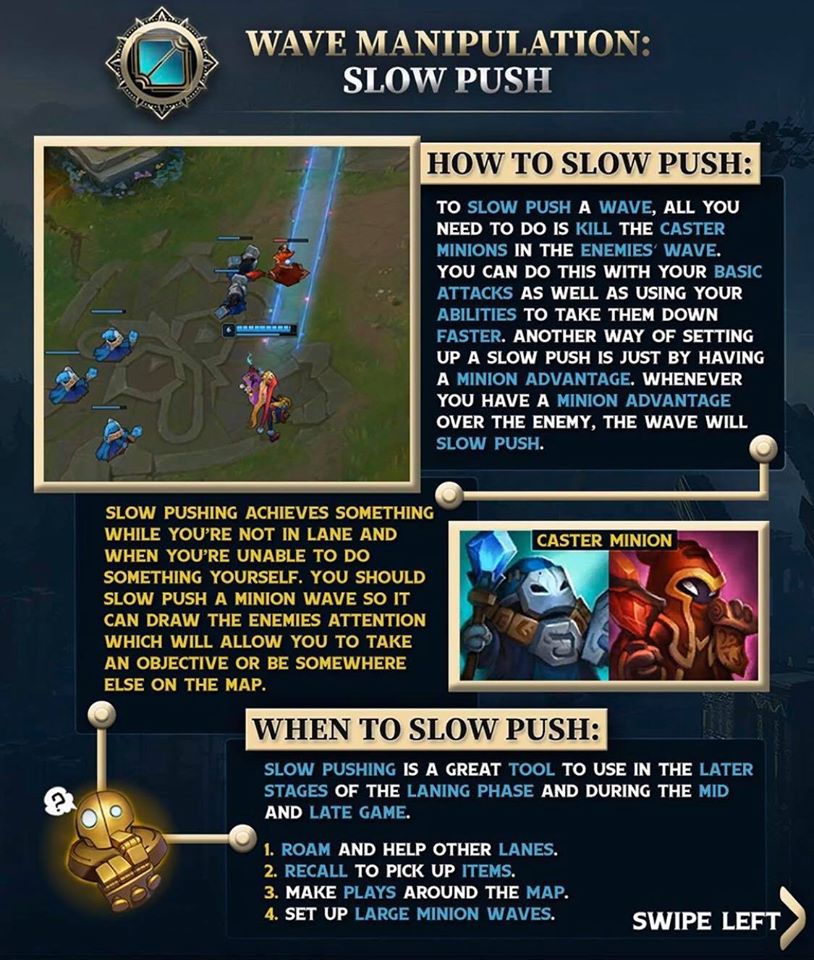 WAVE MANIPULATION:
SLOW PUSH
HOW TO SLOW PUSH:
TO SLOW PUSH A WAVE, ALL YOU
NEED TO DO IS KILL THE CASTER
MINIONS IN THE ENEMIES' WAVE.
YOU CAN DO THIS WITH YOUR BASIC
ATTACKS AS WELL AS USING YOUR
ABILITIES TO TAKE THEM DOWN
FASTER. ANOTHER WAY OF SETTING
UP A SLOW PUSH IS JUST BY HAVING
A MINION ADVANTAGE. WHENEVER
YOU HAVE A MINION ADVANTAGE
OVER THE ENEMY, THE WAVE WILL
SLOW PUSH.
6
SLOW PUSHING ACHIEVES SOMETHING
WHILE YOU'RE NOT IN LANE AND
WHEN YOU'RE UNABLE TO DO
SOMETHING YOURSELF. YOU SHOULD
SLOW PUSH A MINION WAVE SO IT
CAN DRAW THE ENEMIES ATTENTION
WHICH WILL ALLOW YOU TO TAKE
AN OBJECTIVE OR BE SOMEWHERE
ELSE ON THE MAP.
CASTER MINION
WHEN TO SLOW PUSH:
SLOW PUSHING IS A GREAT TOOL TO USE IN THE LATER
STAGES OF THE LANING PHASE AND DURING THE MID
AND LATE GAME.
?
1. ROAM AND HELP OTHER LANES.
2. RECALL TO PICK UP ITEMS.
3. MAKE PLAYS AROUND THE MAP.
4. SET UP LARGE MINION WAVES.
SWIPE LEFT